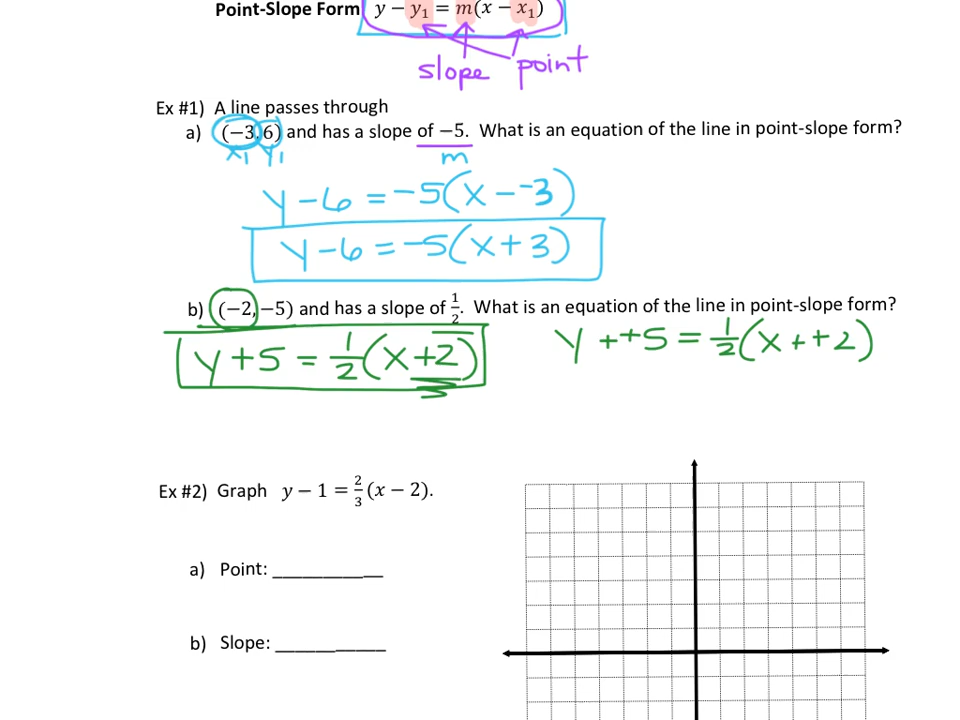 Point-Slope Form y − y₁ = m(x − x₁)
slope point
Ex #1) A line passes through
a) (−3, 6) and has a slope of −5. What is an equation of the line in point-slope form?
x₁ y₁ m
y − 6 = −5(x − −3)
y − 6 = −5(x + 3)
b) (−2, −5) and has a slope of 1/2. What is an equation of the line in point-slope form?
y + 5 = 1/2(x + 2) y + +5 = 1/2(x + +2)
Ex #2) Graph y − 1 = 2/3(x − 2).
a) Point: ___________
b) Slope: ___________